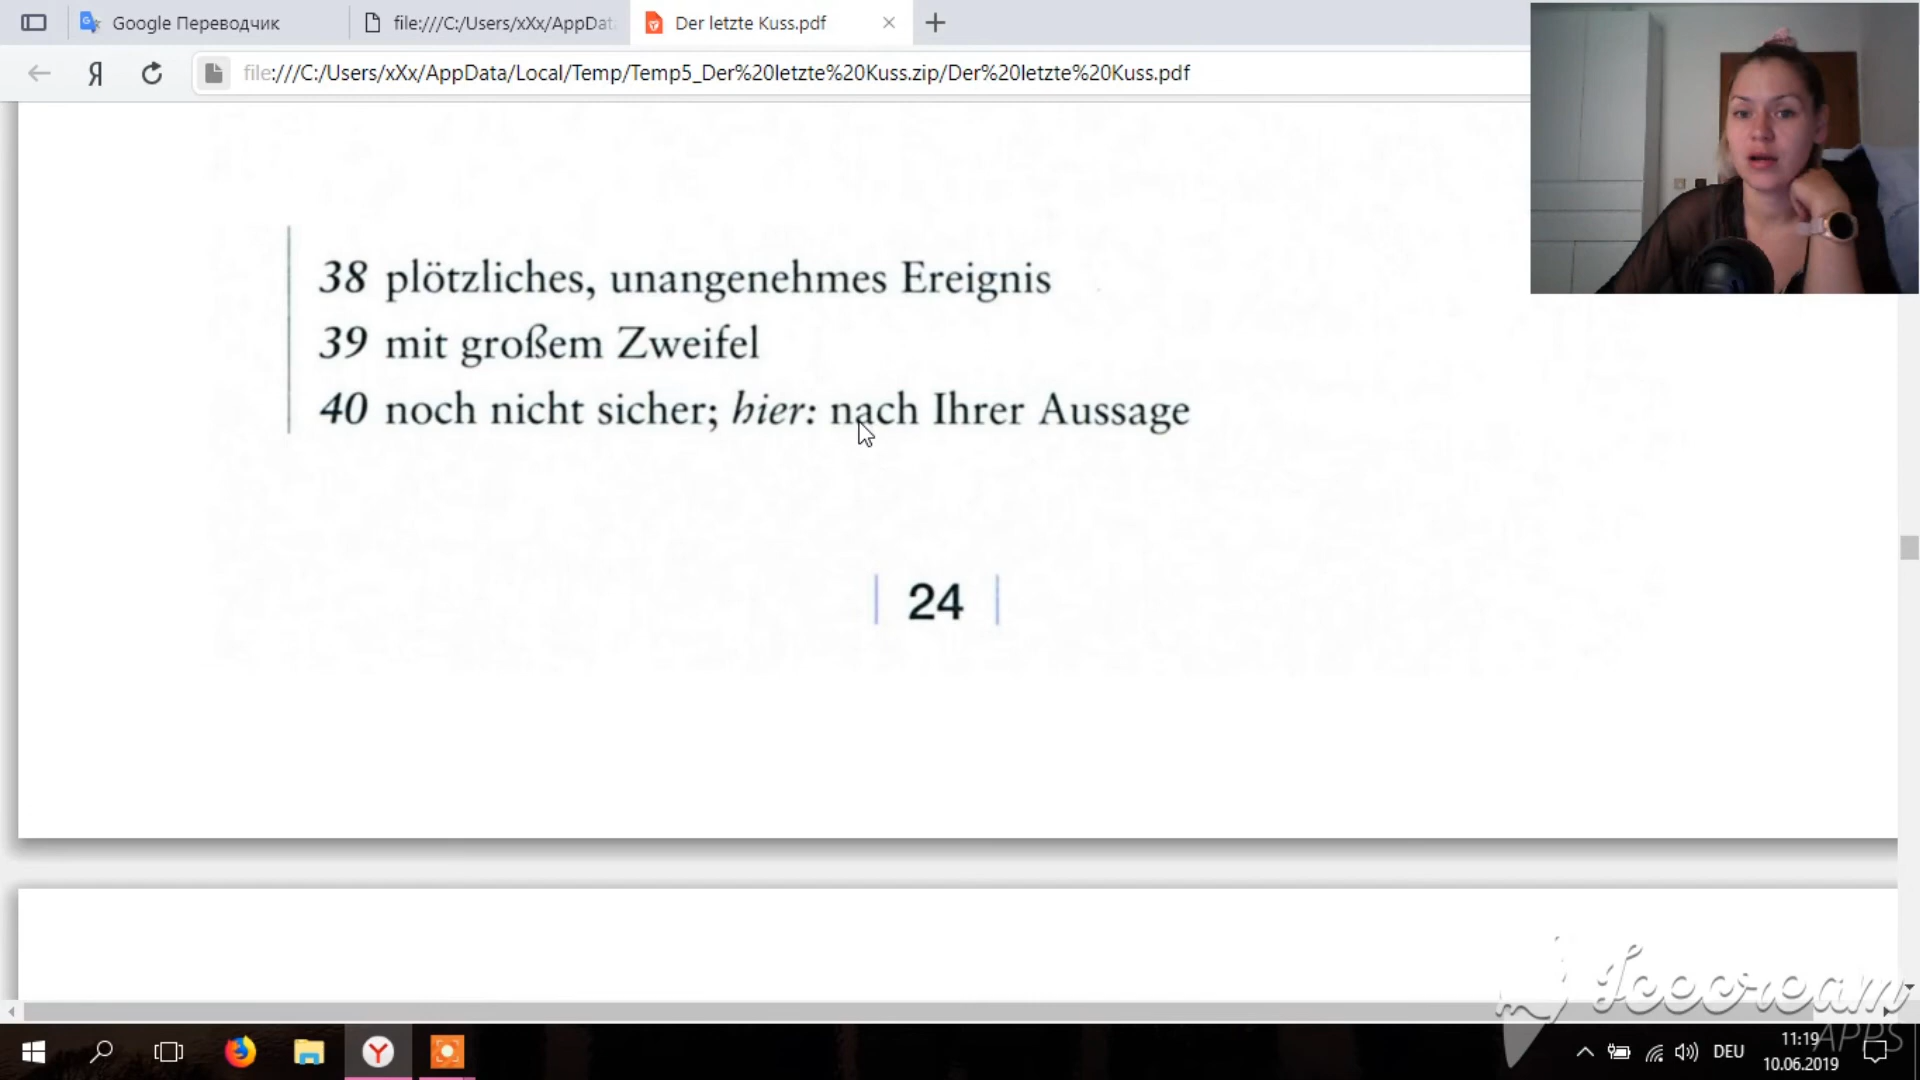 Google Переводчик
file:///C:/Users/xXx/AppDat
Der letzte Kuss.pdf
Я
file:///C:/Users/xXx/AppData/Local/Temp/Temp5_Der%20letzte%20Kuss.zip/Der%20letzte%20Kuss.pdf
38 plötzliches, unangenehmes Ereignis
39 mit großem Zweifel
40 noch nicht sicher; hier: nach Ihrer Aussage
24
Icecream
APPS
DEU
11:19
10.06.2019